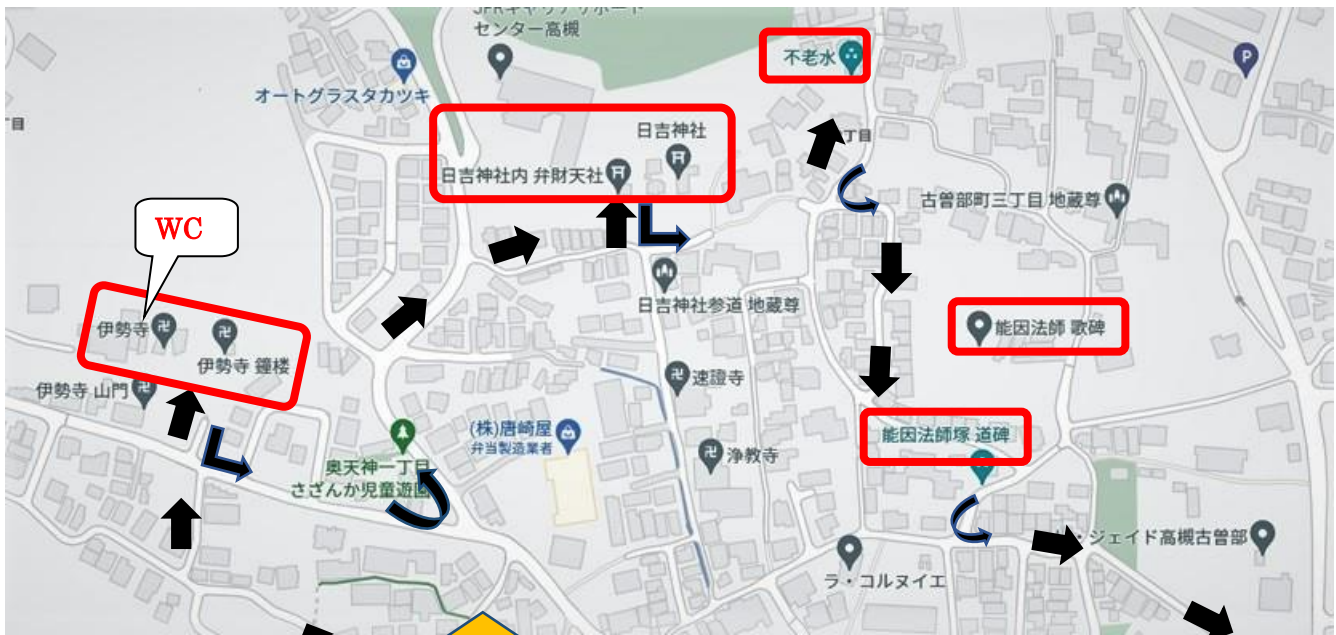 センター高槻
不老水
P
オートグラスタカツキ
日吉神社
日吉神社内 弁財天社
丁目
古曽部町三丁目 地蔵尊
WC
日吉神社参道 地蔵尊
能因法師 歌碑
伊勢寺
伊勢寺 鐘楼
伊勢寺 山門
速證寺
(株)唐崎屋
弁当製造業者
能因法師塚 道碑
浄教寺
奥天神一丁目
さざんか児童遊園
ジェイド高槻古曽部
ラ・コルヌイエ